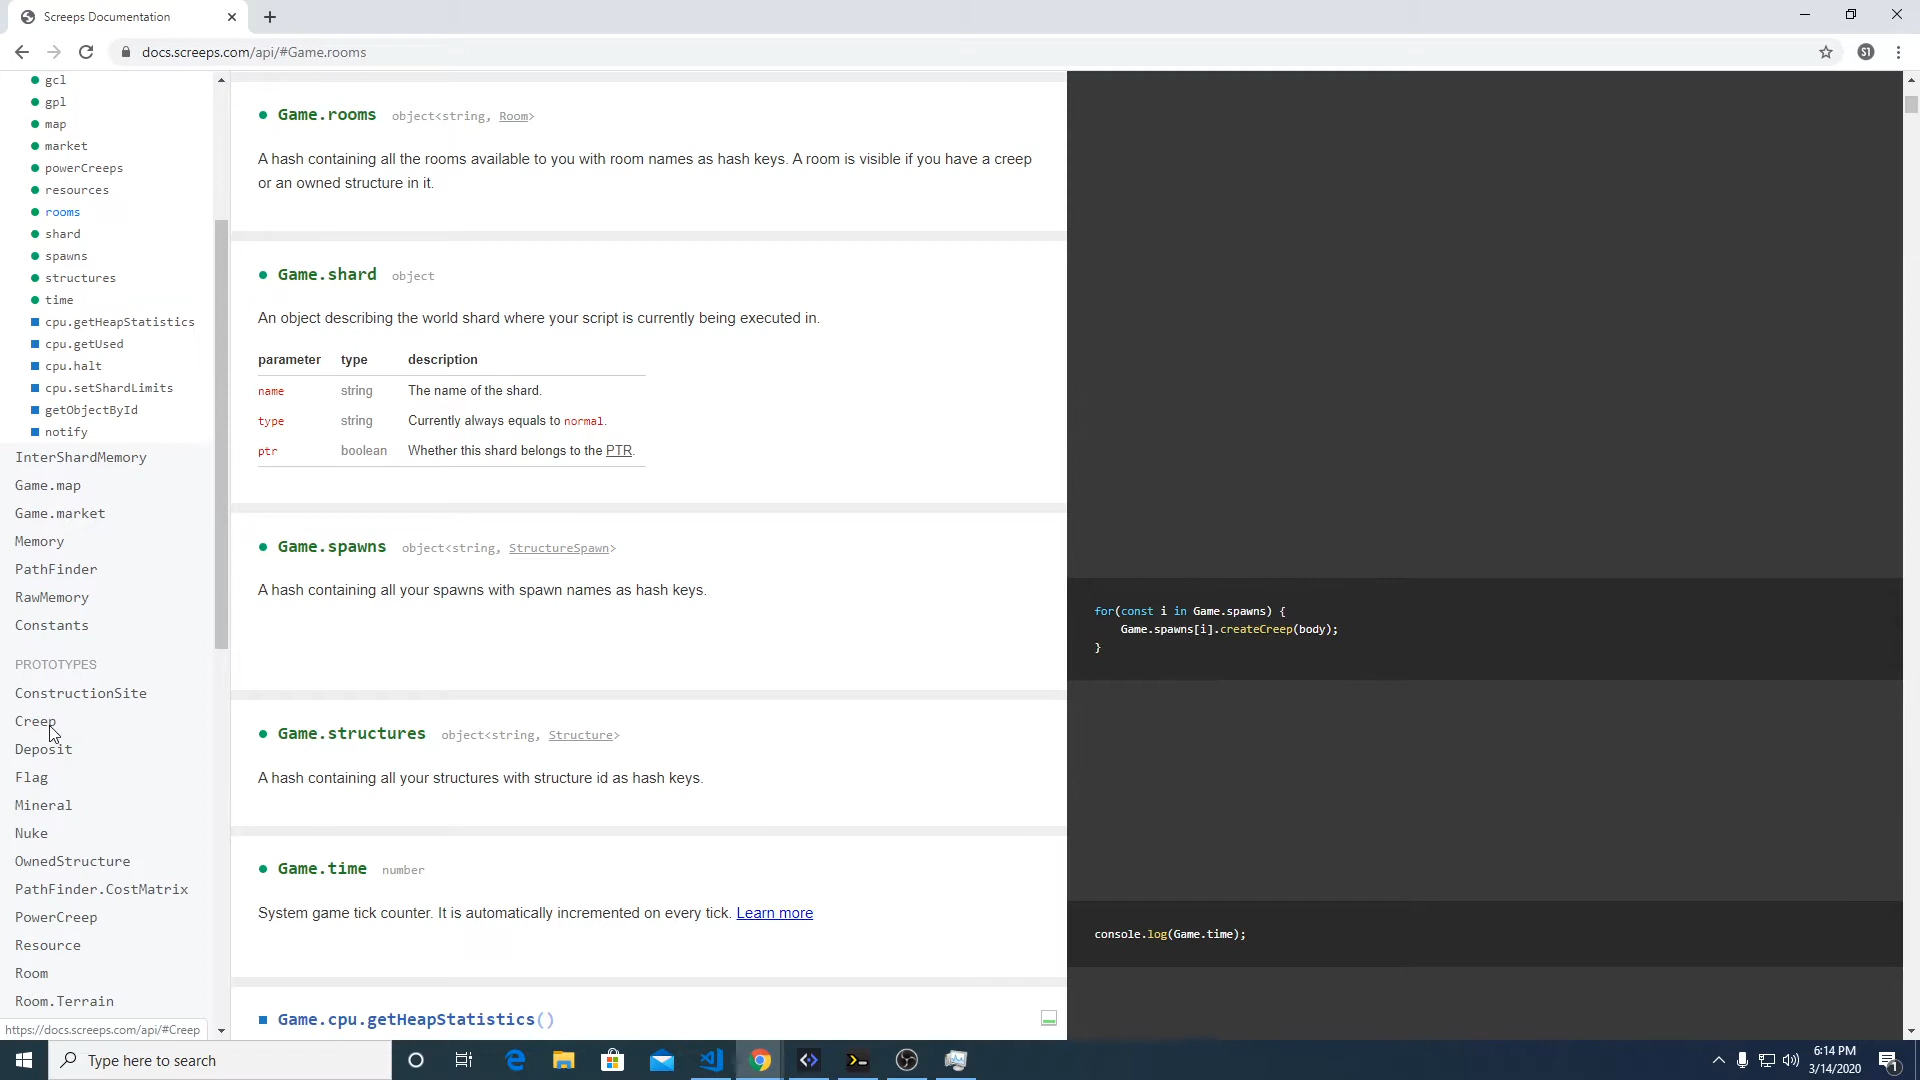 Screeps Documentation
docs.screeps.com/api/#Game.rooms
S1
gcl
gpl
map
market
powerCreeps
resources
rooms
shard
spawns
structures
time
cpu.getHeapStatistics
cpu.getUsed
cpu.halt
cpu.setShardLimits
getObjectById
notify
InterShardMemory
Game.map
Game.market
Memory
PathFinder
RawMemory
Constants
PROTOTYPES
ConstructionSite
Creep
Deposit
Flag
Mineral
Nuke
OwnedStructure
PathFinder.CostMatrix
PowerCreep
Resource
Room
Room.Terrain
https://docs.screeps.com/api/#Creep
Game.rooms object<string, Room>
A hash containing all the rooms available to you with room names as hash keys. A room is visible if you have a creep
or an owned structure in it.
Game.shard object
An object describing the world shard where your script is currently being executed in.
parameter type description
name string The name of the shard.
type string Currently always equals to normal.
ptr boolean Whether this shard belongs to the PTR.
Game.spawns object<string, StructureSpawn>
A hash containing all your spawns with spawn names as hash keys.
for(const i in Game.spawns) {
Game.spawns[i].createCreep(body);
}
Game.structures object<string, Structure>
A hash containing all your structures with structure id as hash keys.
Game.time number
System game tick counter. It is automatically incremented on every tick. Learn more
console.log(Game.time);
Game.cpu.getHeapStatistics()
Type here to search
6:14 PM
3/14/2020
1